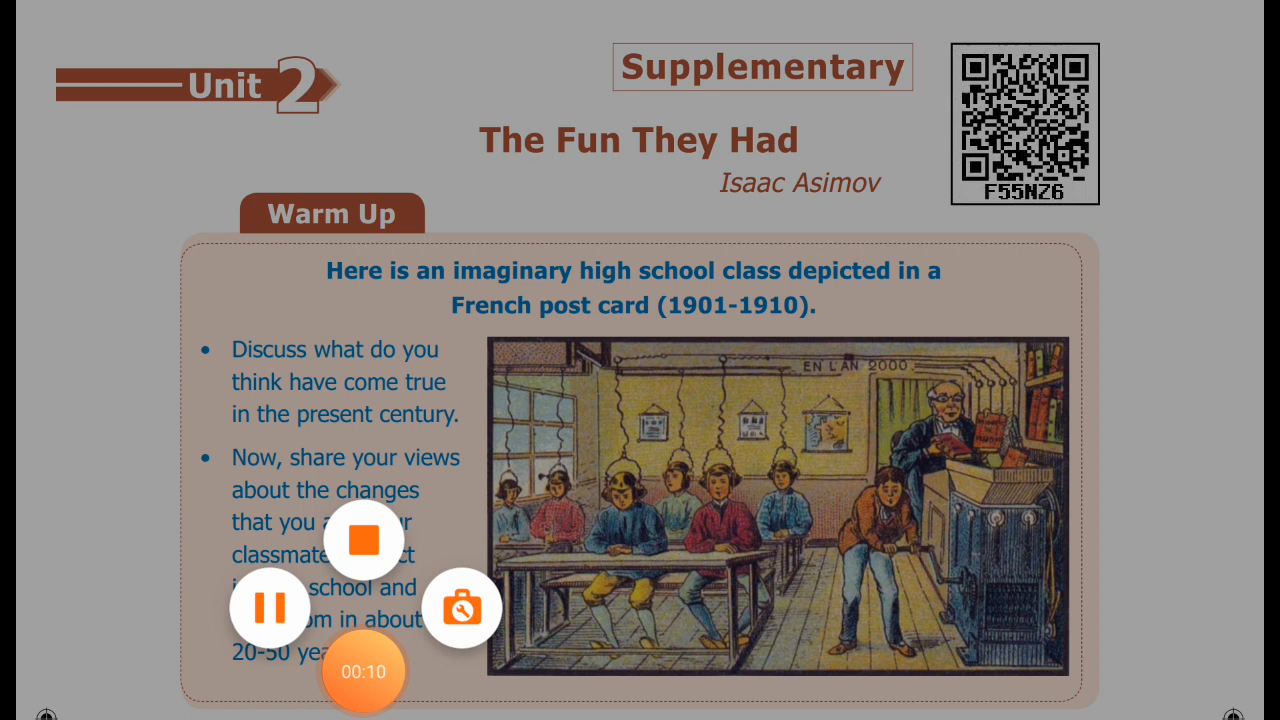 Unit 2
Supplementary
The Fun They Had
Isaac Asimov
F55NZ6
Warm Up
Here is an imaginary high school class depicted in a
French post card (1901-1910).
• Discuss what do you
think have come true
in the present century.
• Now, share your views
about the changes
that you
classmate
school and
in about
20-50
EN L'AN 2000
00:10